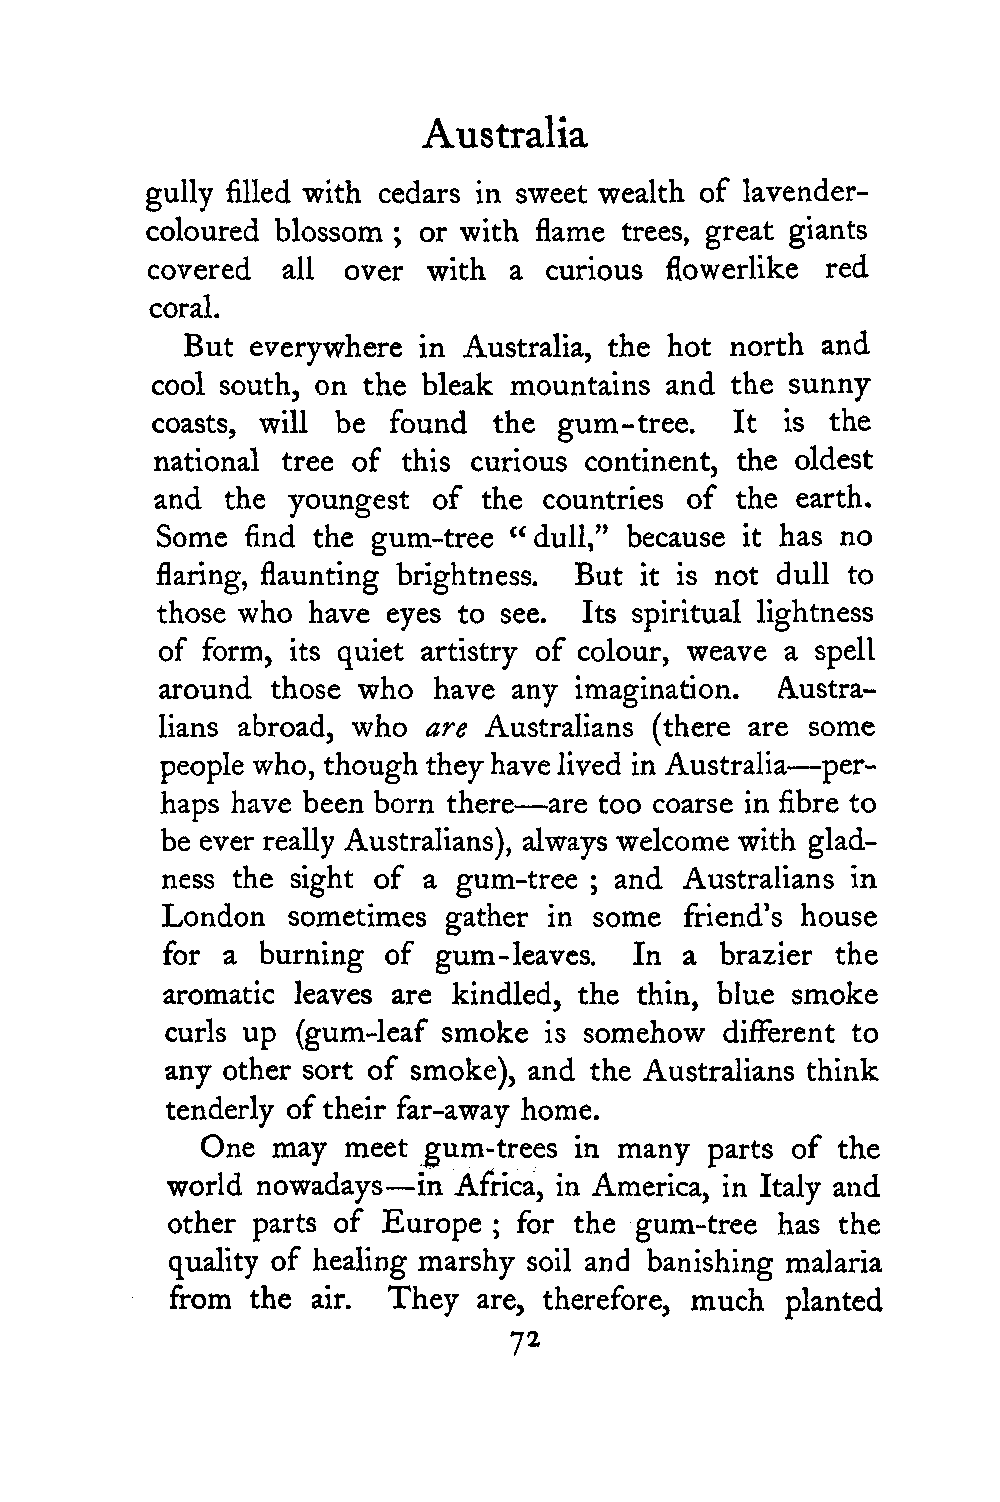 Australia
gully filled with cedars in sweet wealth of lavender-
coloured blossom ; or with flame trees, great giants
covered all over with a curious flowerlike red
coral.
But everywhere in Australia, the hot north and
cool south, on the bleak mountains and the sunny
coasts, will be found the gum-tree. It is the
national tree of this curious continent, the oldest
and the youngest of the countries of the earth.
Some find the gum-tree “ dull,” because it has no
flaring, flaunting brightness. But it is not dull to
those who have eyes to see. Its spiritual lightness
of form, its quiet artistry of colour, weave a spell
around those who have any imagination. Austra-
lians abroad, who are Australians (there are some
people who, though they have lived in Australia—per-
haps have been born there—are too coarse in fibre to
be ever really Australians), always welcome with glad-
ness the sight of a gum-tree ; and Australians in
London sometimes gather in some friend's house
for a burning of gum-leaves. In a brazier the
aromatic leaves are kindled, the thin, blue smoke
curls up (gum-leaf smoke is somehow different to
any other sort of smoke), and the Australians think
tenderly of their far-away home.
One may meet gum-trees in many parts of the
world nowadays—in Africa, in America, in Italy and
other parts of Europe ; for the gum-tree has the
quality of healing marshy soil and banishing malaria
from the air. They are, therefore, much planted
72